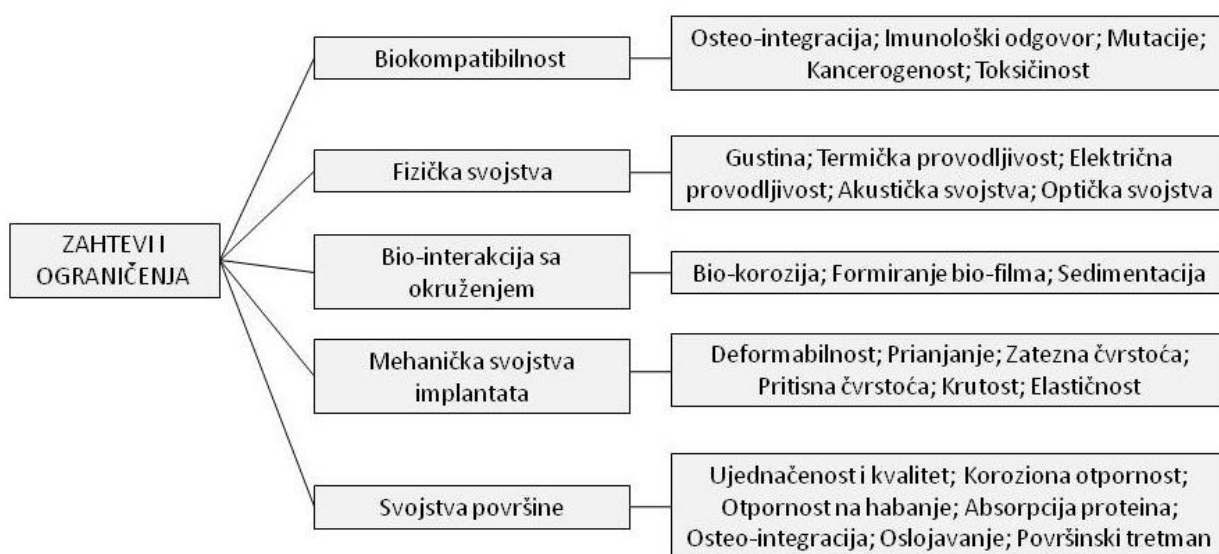 ZAHTEVI I
OGRANIČENJA
Biokompatibilnost
Osteo-integracija; Imunološki odgovor; Mutacije;
Kancerogenost; Toksičinost
Fizička svojstva
Gustina; Termička provodljivost; Električna
provodljivost; Akustička svojstva; Optička svojstva
Bio-interakcija sa
okruženjem
Bio-korozija; Formiranje bio-filma; Sedimentacija
Mehanička svojstva
implantata
Deformabilnost; Prianjanje; Zatezna čvrstoća;
Pritisna čvrstoća; Krutost; Elastičnost
Svojstva površine
Ujednačenost i kvalitet; Koroziona otpornost;
Otpornost na habanje; Absorpcija proteina;
Osteo-integracija; Oslojavanje; Površinski tretman